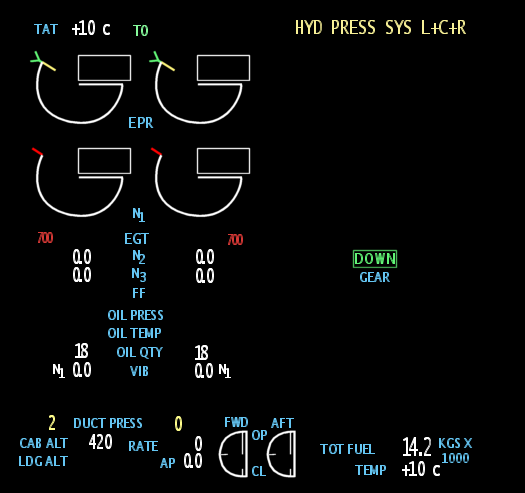 TAT +10 c TO HYD PRESS SYS L+C+R
EPR
N1
700 EGT 700
0.0 N2 0.0
0.0 N3 0.0
DOWN
GEAR
FF
OIL PRESS
OIL TEMP
18 OIL QTY 18
N1 0.0 VIB 0.0 N1
2 DUCT PRESS 0 FWD AFT
CAB ALT 420 RATE 0 OP
LDG ALT AP 0.0 CL
TOT FUEL 14.2 KGS X
1000
TEMP +10 c